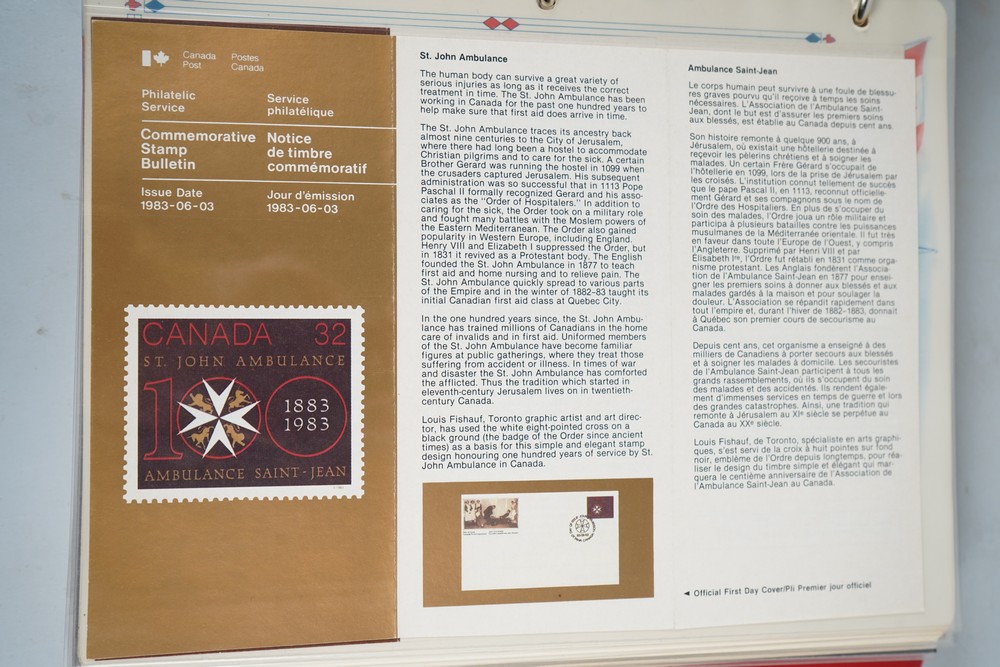 Canada
Post
Postes
Canada
Philatelic
Service
Service
philatélique
Commemorative
Stamp
Bulletin
Notice
de timbre
commémoratif
Issue Date
1983-06-03
Jour d'émission
1983-06-03
CANADA 32
ST. JOHN AMBULANCE
100
1883
1983
AMBULANCE SAINT-JEAN
St. John Ambulance
The human body can survive a great variety of
serious injuries as long as it receives the correct
treatment in time. The St. John Ambulance has been
working in Canada for the past one hundred years to
help make sure that first aid does arrive in time.
The St. John Ambulance traces its ancestry back
almost nine centuries to the City of Jerusalem,
where there had long been a hostel to accommodate
Christian pilgrims and to care for the sick. A certain
Brother Gerard was running the hostel in 1099 when
the crusaders captured Jerusalem. His subsequent
administration was so successful that in 1113 Pope
Paschal II formally recognized Gerard and his asso-
ciates as the "Order of Hospitalers." In addition to
caring for the sick, the Order took on a military role
and fought many battles with the Moslem powers of
the Eastern Mediterranean. The Order also gained
popularity in Western Europe, including England.
Henry VIII and Elizabeth I suppressed the Order, but
in 1831 it revived as a Protestant body. The English
founded the St. John Ambulance in 1877 to teach
first aid and home nursing and to relieve pain. The
St. John Ambulance quickly spread to various parts
of the Empire and in the winter of 1882-83 taught its
initial Canadian first aid class at Quebec City.
In the one hundred years since, the St. John Ambu-
lance has trained millions of Canadians in the home
care of invalids and in first aid. Uniformed members
of the St. John Ambulance have become familiar
figures at public gatherings, where they treat those
suffering from accident or illness. In times of war
and disaster the St. John Ambulance has comforted
the afflicted. Thus the tradition which started in
eleventh-century Jerusalem lives on in twentieth-
century Canada.
Louis Fishauf, Toronto graphic artist and art direc-
tor, has used the white eight-pointed cross on a
black ground (the badge of the Order since ancient
times) as a basis for this simple and elegant stamp
design honouring one hundred years of service by St.
John Ambulance in Canada.
Ambulance Saint-Jean
Le corps humain peut survivre à une foule de blessu-
res graves pourvu qu'il reçoive à temps les soins
nécessaires. L'Association de l'Ambulance Saint-
Jean, dont le but est d'assurer les premiers soins
aux blessés, est établie au Canada depuis cent ans.
Son histoire remonte à quelque 900 ans, à
Jérusalem, où existait une hôtellerie destinée à
reçevoir les pèlerins chrétiens et à soigner les
malades. Un certain Frère Gérard s'occupait de
l'hôtellerie en 1099, lors de la prise de Jérusalem par
les croisés. L'institution connut tellement de succès
que le pape Pascal II, en 1113, reconnut officielle-
ment Gérard et ses compagnons sous le nom de
l'Ordre des Hospitaliers. En plus de s'occuper du
soin des malades, l'Ordre joua un rôle militaire et
participa à plusieurs batailles contre les puissances
musulmanes de la Méditerranée orientale. Il fut très
en faveur dans toute l'Europe de l'Ouest, y compris
l'Angleterre. Supprimé par Henri VIII et par
Élisabeth Ire, l'Ordre fut rétabli en 1831 comme orga-
nisme protestant. Les Anglais fondèrent l'Associa-
tion de l'Ambulance Saint-Jean en 1877 pour ensei-
gner les premiers soins à donner aux blessés et aux
malades gardés à la maison et pour soulager la
douleur. L'Association se répandit rapidement dans
tout l'empire et, durant l'hiver de 1882-1883, donnait
à Québec son premier cours de secourisme au
Canada.
Depuis cent ans, cet organisme a enseigné à des
milliers de Canadiens à porter secours aux blessés
et à soigner les malades à domicile. Les secouristes
de l'Ambulance Saint-Jean participent à tous les
grands rassemblements, où ils s'occupent du soin
des malades et des accidentés. Ils rendent égale-
ment d'immenses services en temps de guerre et lors
des grandes catastrophes. Ainsi, une tradition qui
remonte à Jérusalem au XIe siècle se perpétue au
Canada au XXe siècle.
Louis Fishauf, de Toronto, spécialiste en arts graphi-
ques, s'est servi de la croix à huit pointes sur fond
noir, emblème de l'Ordre depuis longtemps, pour réa-
liser le design du timbre simple et élégant qui mar-
quera le centième anniversaire de l'Association de
l'Ambulance Saint-Jean au Canada.
◄ Official First Day Cover/Pli Premier jour officiel